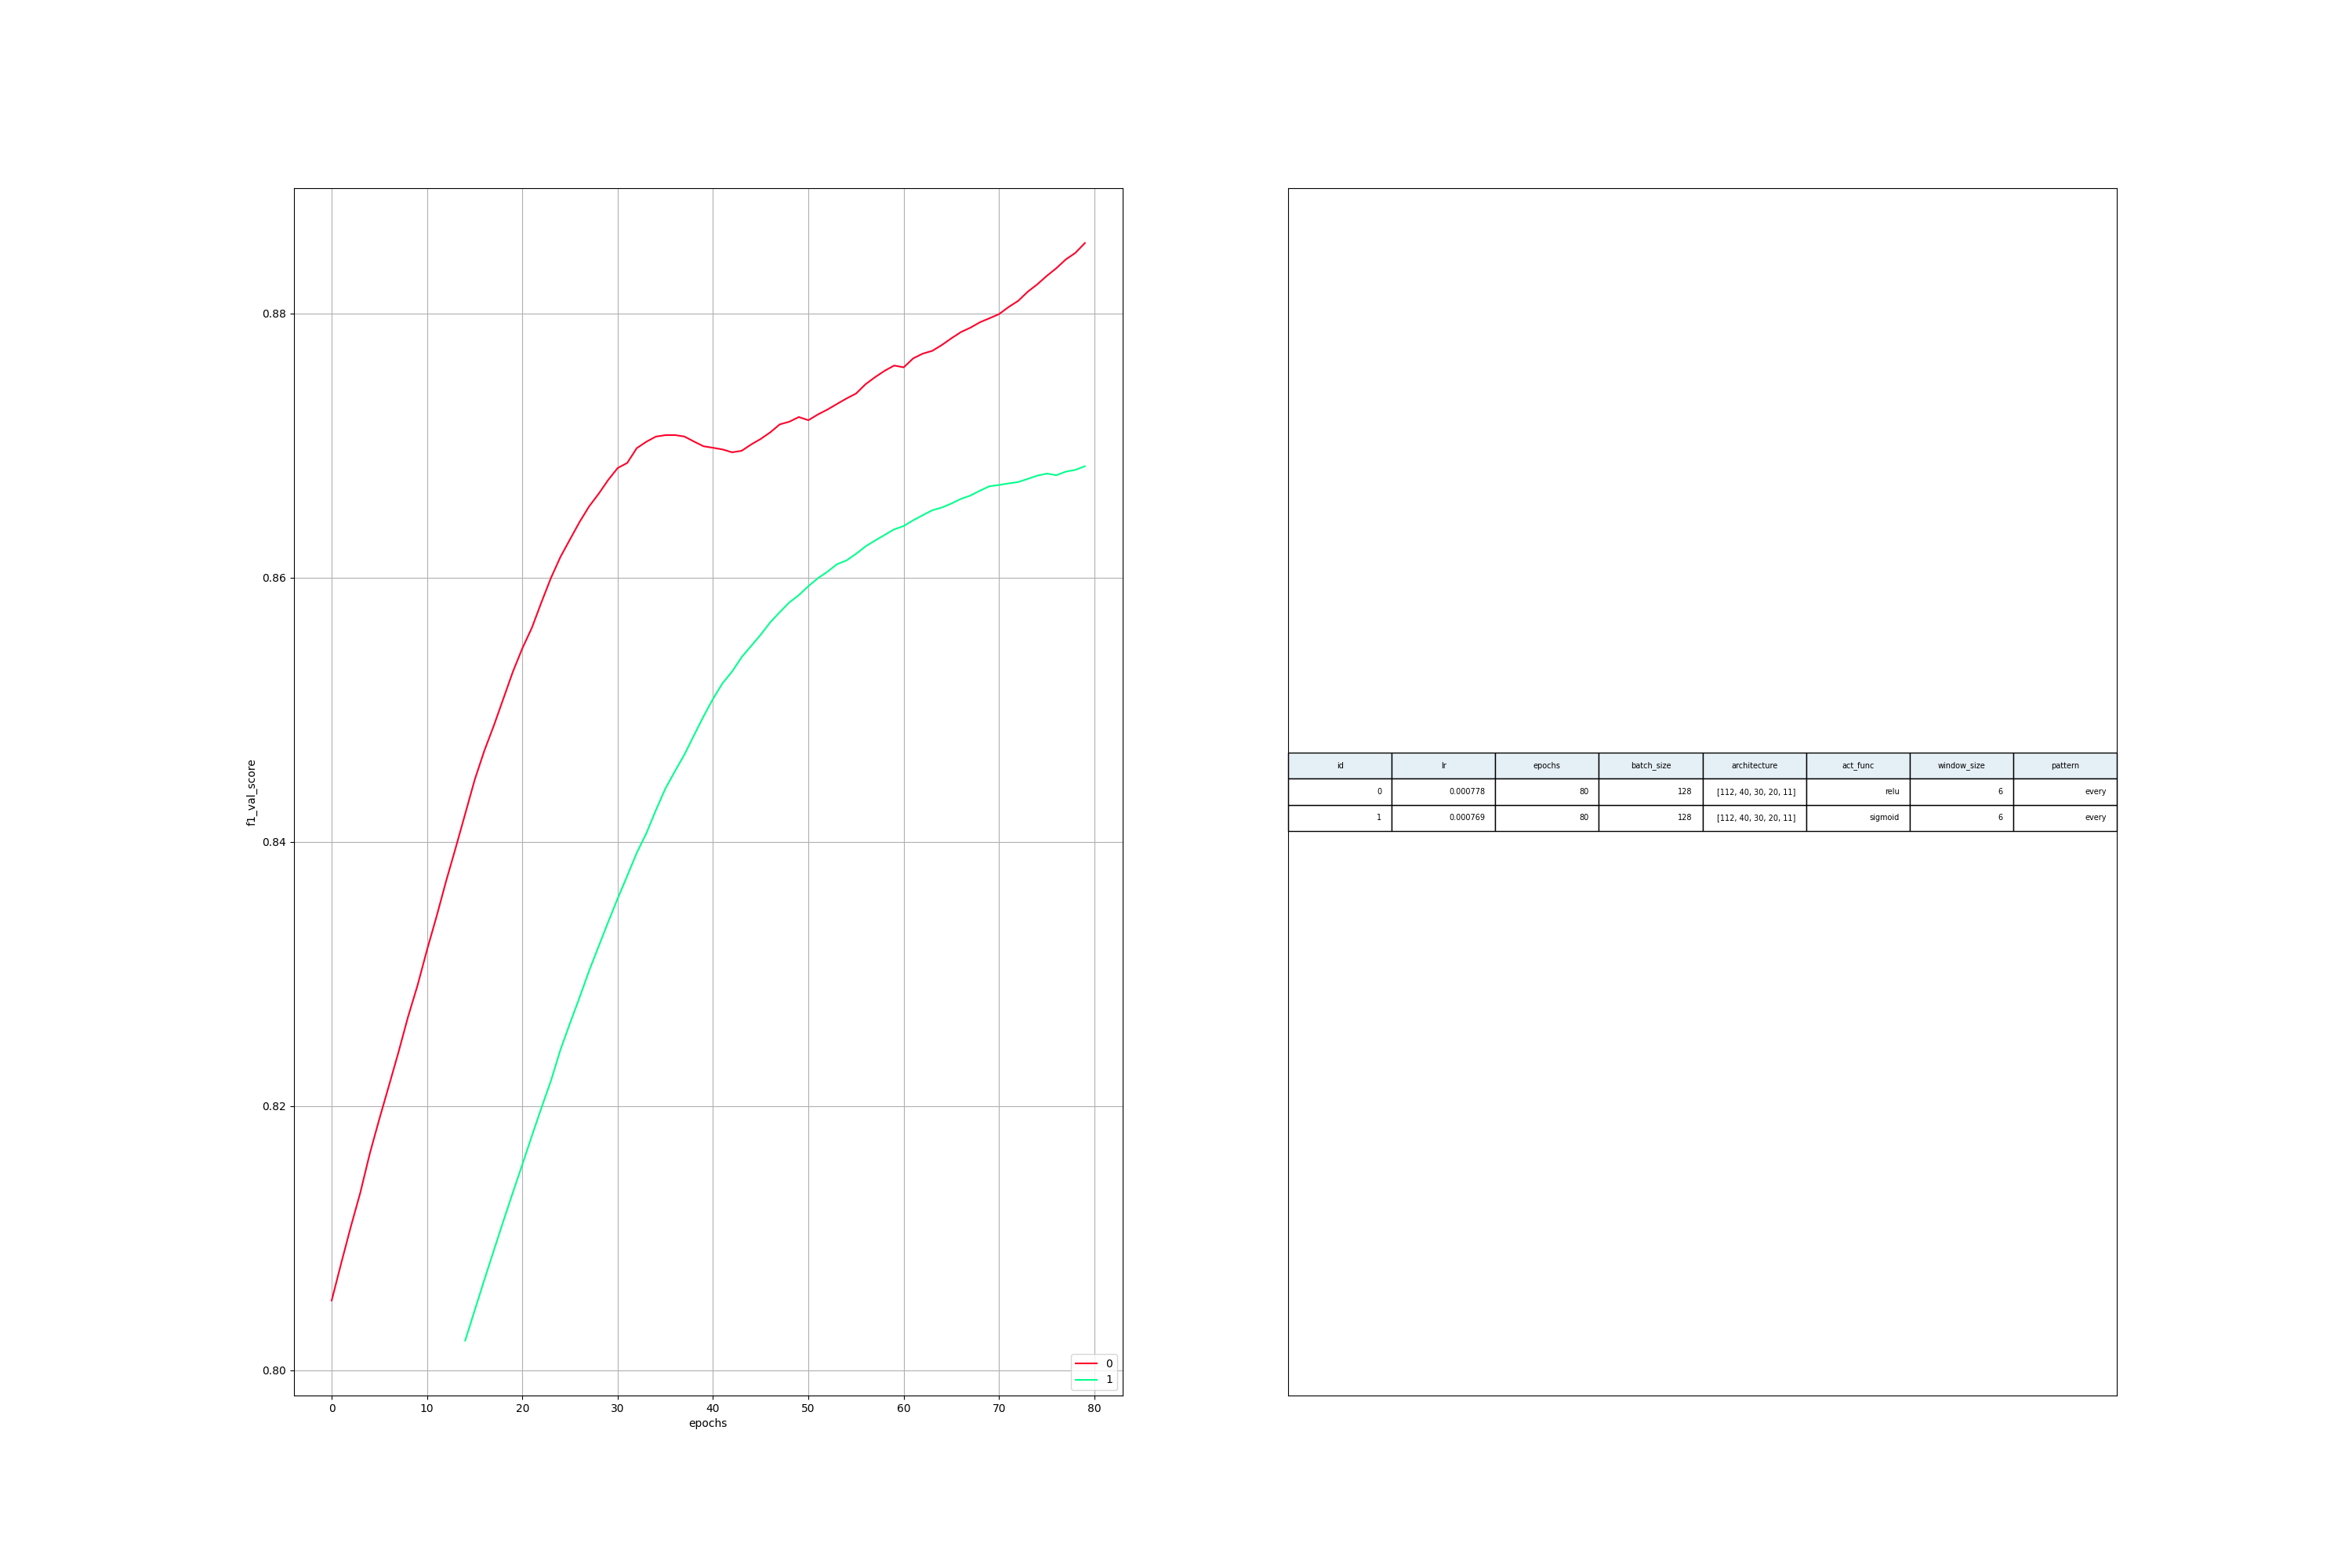 0.88
0.86
0.84
0.82
0.80
f1_val_score
0 10 20 30 40 50 60 70 80
epochs
0
1
id lr epochs batch_size architecture act_func window_size pattern
0 0.000778 80 128 [112, 40, 30, 20, 11] relu 6 every
1 0.000769 80 128 [112, 40, 30, 20, 11] sigmoid 6 every